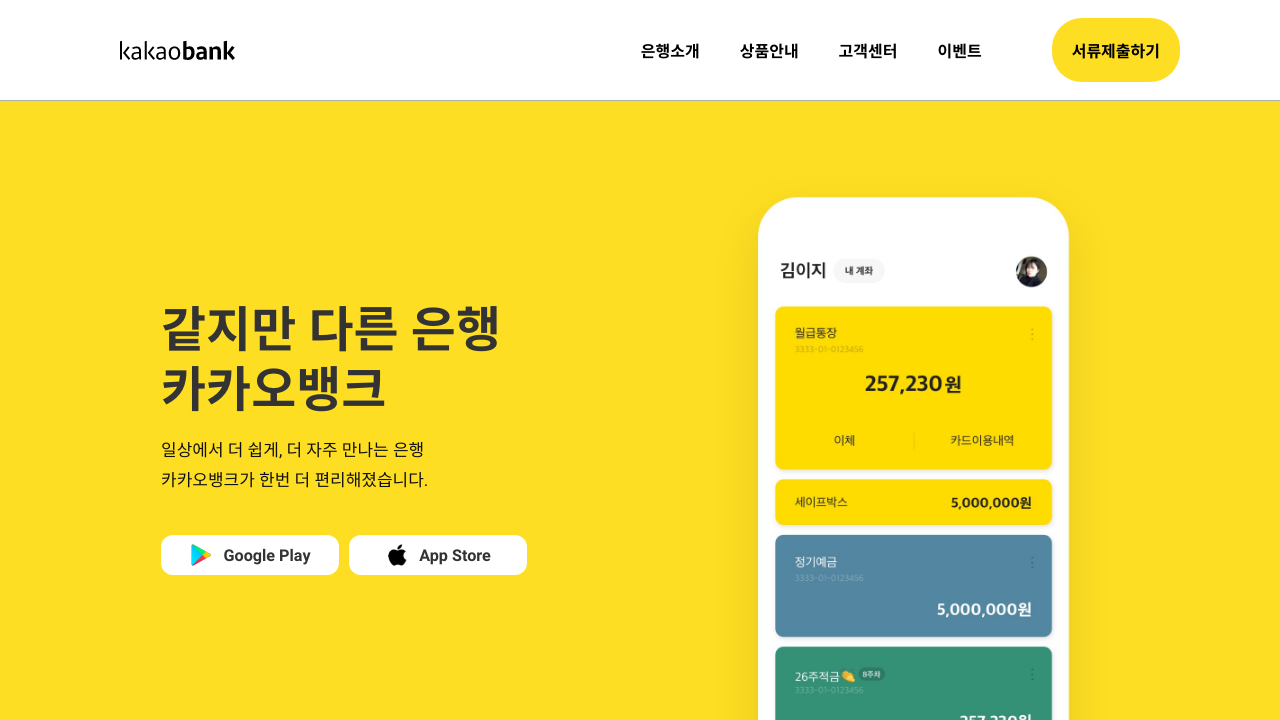 kakaobank
은행소개 상품안내 고객센터 이벤트 서류제출하기
같지만 다른 은행
카카오뱅크
일상에서 더 쉽게, 더 자주 만나는 은행
카카오뱅크가 한번 더 편리해졌습니다.
Google Play App Store
김이지 내 계좌
월급통장
3333-01-0123456
257,230원
이체 카드이용내역
세이프박스 5,000,000원
정기예금
3333-01-0123456
5,000,000원
26주적금 8주차
3333-01-0123456
257,230원